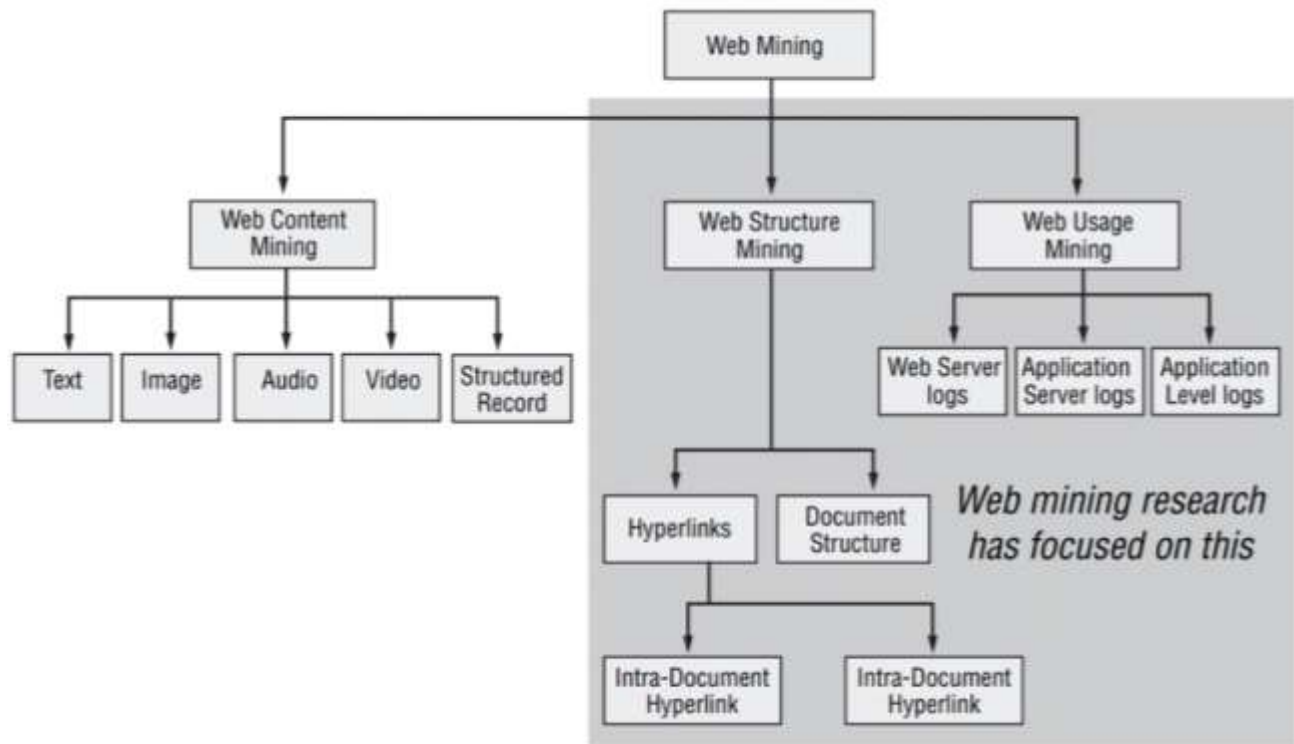 Web Mining
Web Content
Mining
Web Structure
Mining
Web Usage
Mining
Text
Image
Audio
Video
Structured
Record
Web Server
logs
Application
Server logs
Application
Level logs
Hyperlinks
Document
Structure
Web mining research
has focused on this
Intra-Document
Hyperlink
Intra-Document
Hyperlink